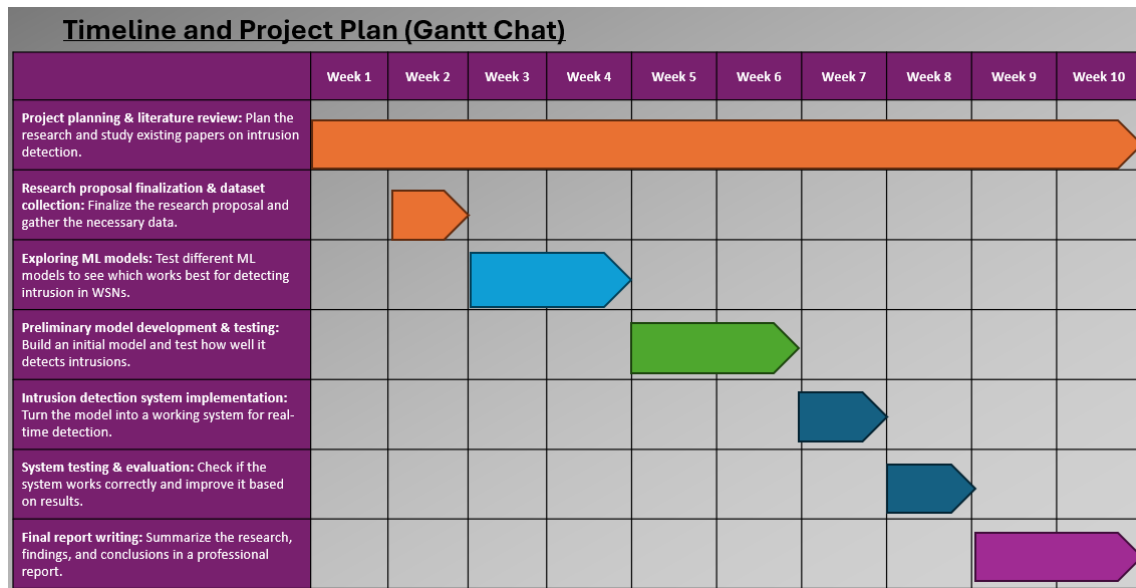 Timeline and Project Plan (Gantt Chat)
Week 1 Week 2 Week 3 Week 4 Week 5 Week 6 Week 7 Week 8 Week 9 Week 10
Project planning & literature review: Plan the
research and study existing papers on intrusion
detection.
Research proposal finalization & dataset
collection: Finalize the research proposal and
gather the necessary data.
Exploring ML models: Test different ML
models to see which works best for detecting
intrusion in WSNs.
Preliminary model development & testing:
Build an initial model and test how well it
detects intrusions.
Intrusion detection system implementation:
Turn the model into a working system for real-
time detection.
System testing & evaluation: Check if the
system works correctly and improve it based
on results.
Final report writing: Summarize the research,
findings, and conclusions in a professional
report.